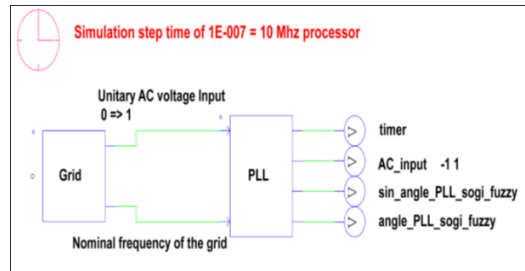 Simulation step time of 1E-007 = 10 Mhz processor
Unitary AC voltage Input
0 => 1
Grid
PLL
timer
AC_input -1 1
sin_angle_PLL_sogi_fuzzy
angle_PLL_sogi_fuzzy
Nominal frequency of the grid